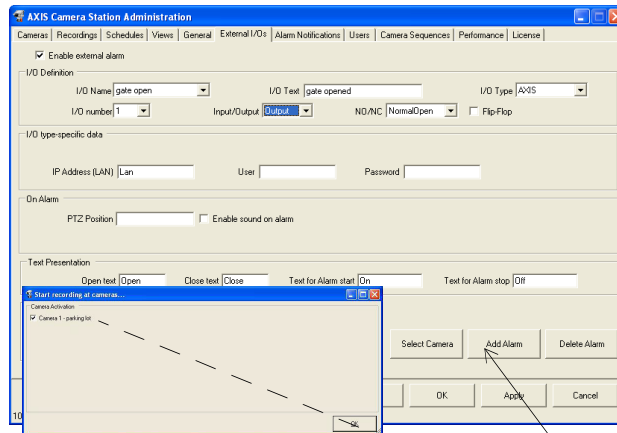 AXIS Camera Station Administration
Cameras Recordings Schedules Views General External I/Os Alarm Notifications Users Camera Sequences Performance License
Enable external alarm
I/O Definition
I/O Name gate open I/O Text gate opened I/O Type AXIS
I/O number 1 Input/Output Output NO/NC NormalOpen Flip-Flop
I/O type-specific data
IP Address (LAN) Lan User Password
On Alarm
PTZ Position Enable sound on alarm
Text Presentation
Open text Open Close text Close Text for Alarm start On Text for Alarm stop Off
Start recording at cameras...
Camera Activation
Camera 1 - parking lot
Select Camera Add Alarm Delete Alarm
OK Apply Cancel
10
OK